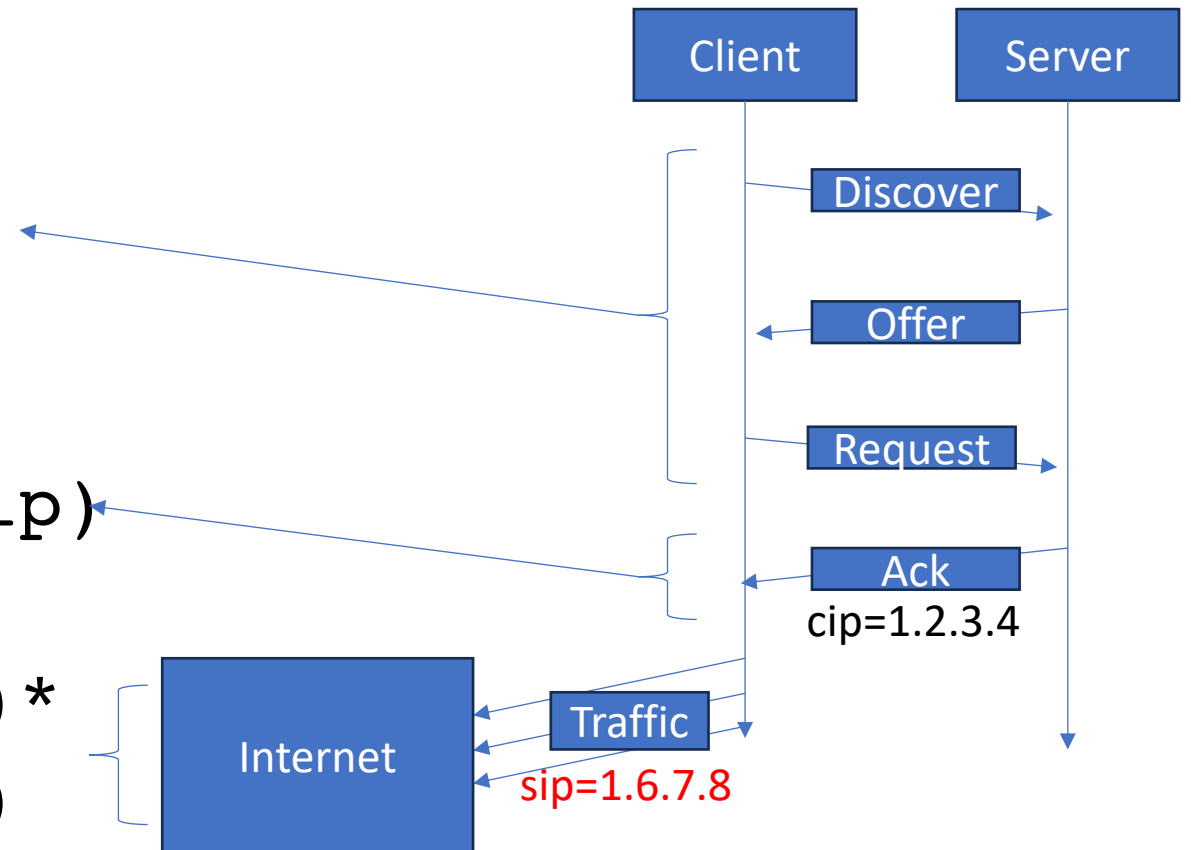 Client
Server
Discover
Offer
Request
p)
Ack
cip=1.2.3.4
)*
Traffic
Internet
sip=1.6.7.8
)